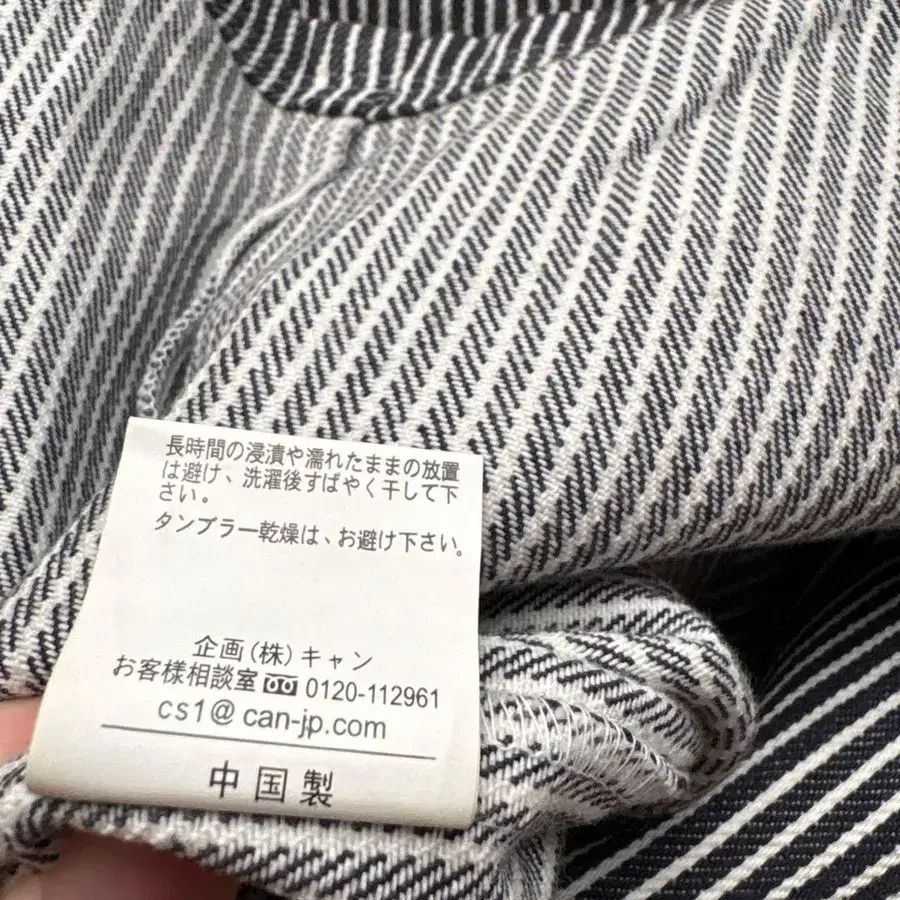 長時間の浸漬や濡れたままの放置
は避け、洗濯後すばやく干して下
さい。
タンブラー乾燥は、お避け下さい。
企画(株)キャン
お客様相談室 0120-112961
cs1@can-jp.com
中国製